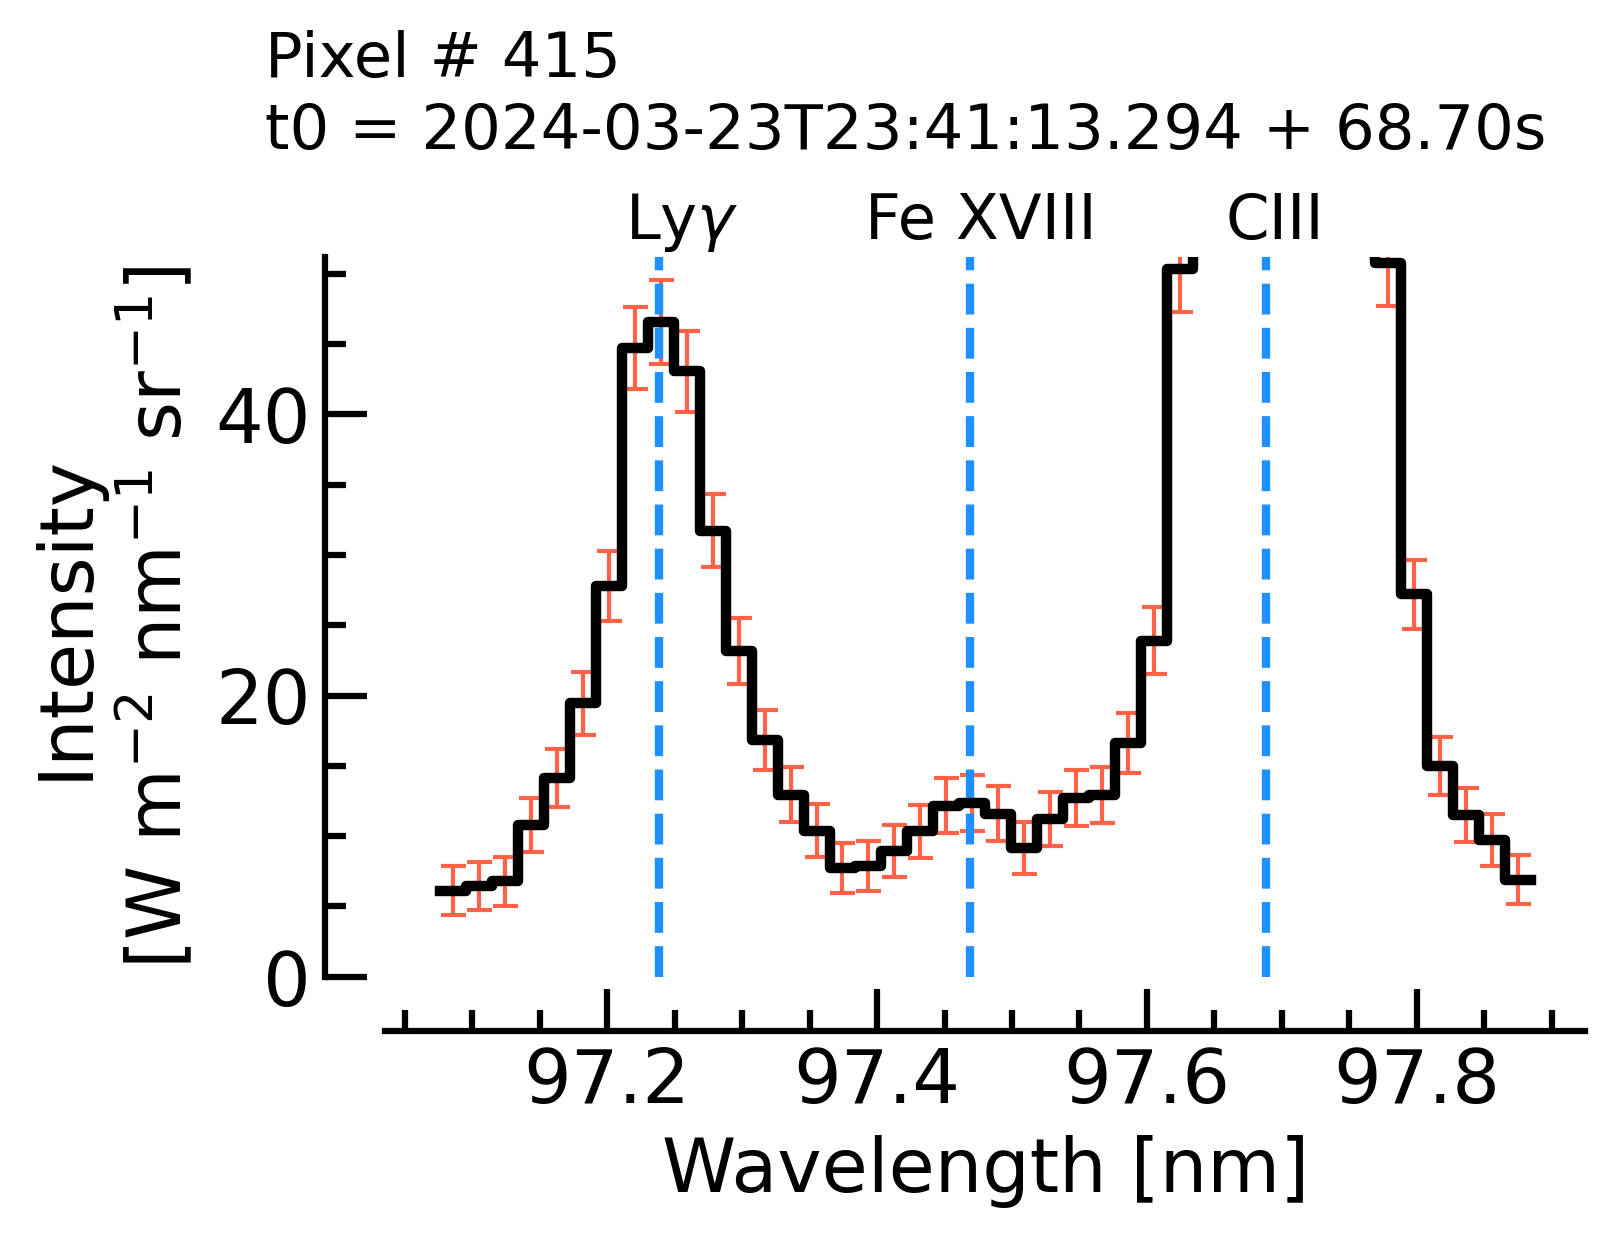 Pixel # 415
t0 = 2024-03-23T23:41:13.294 + 68.70s
Lyγ Fe XVIII CIII
Intensity
[W m⁻² nm⁻¹ sr⁻¹]
40
20
0
97.2 97.4 97.6 97.8
Wavelength [nm]